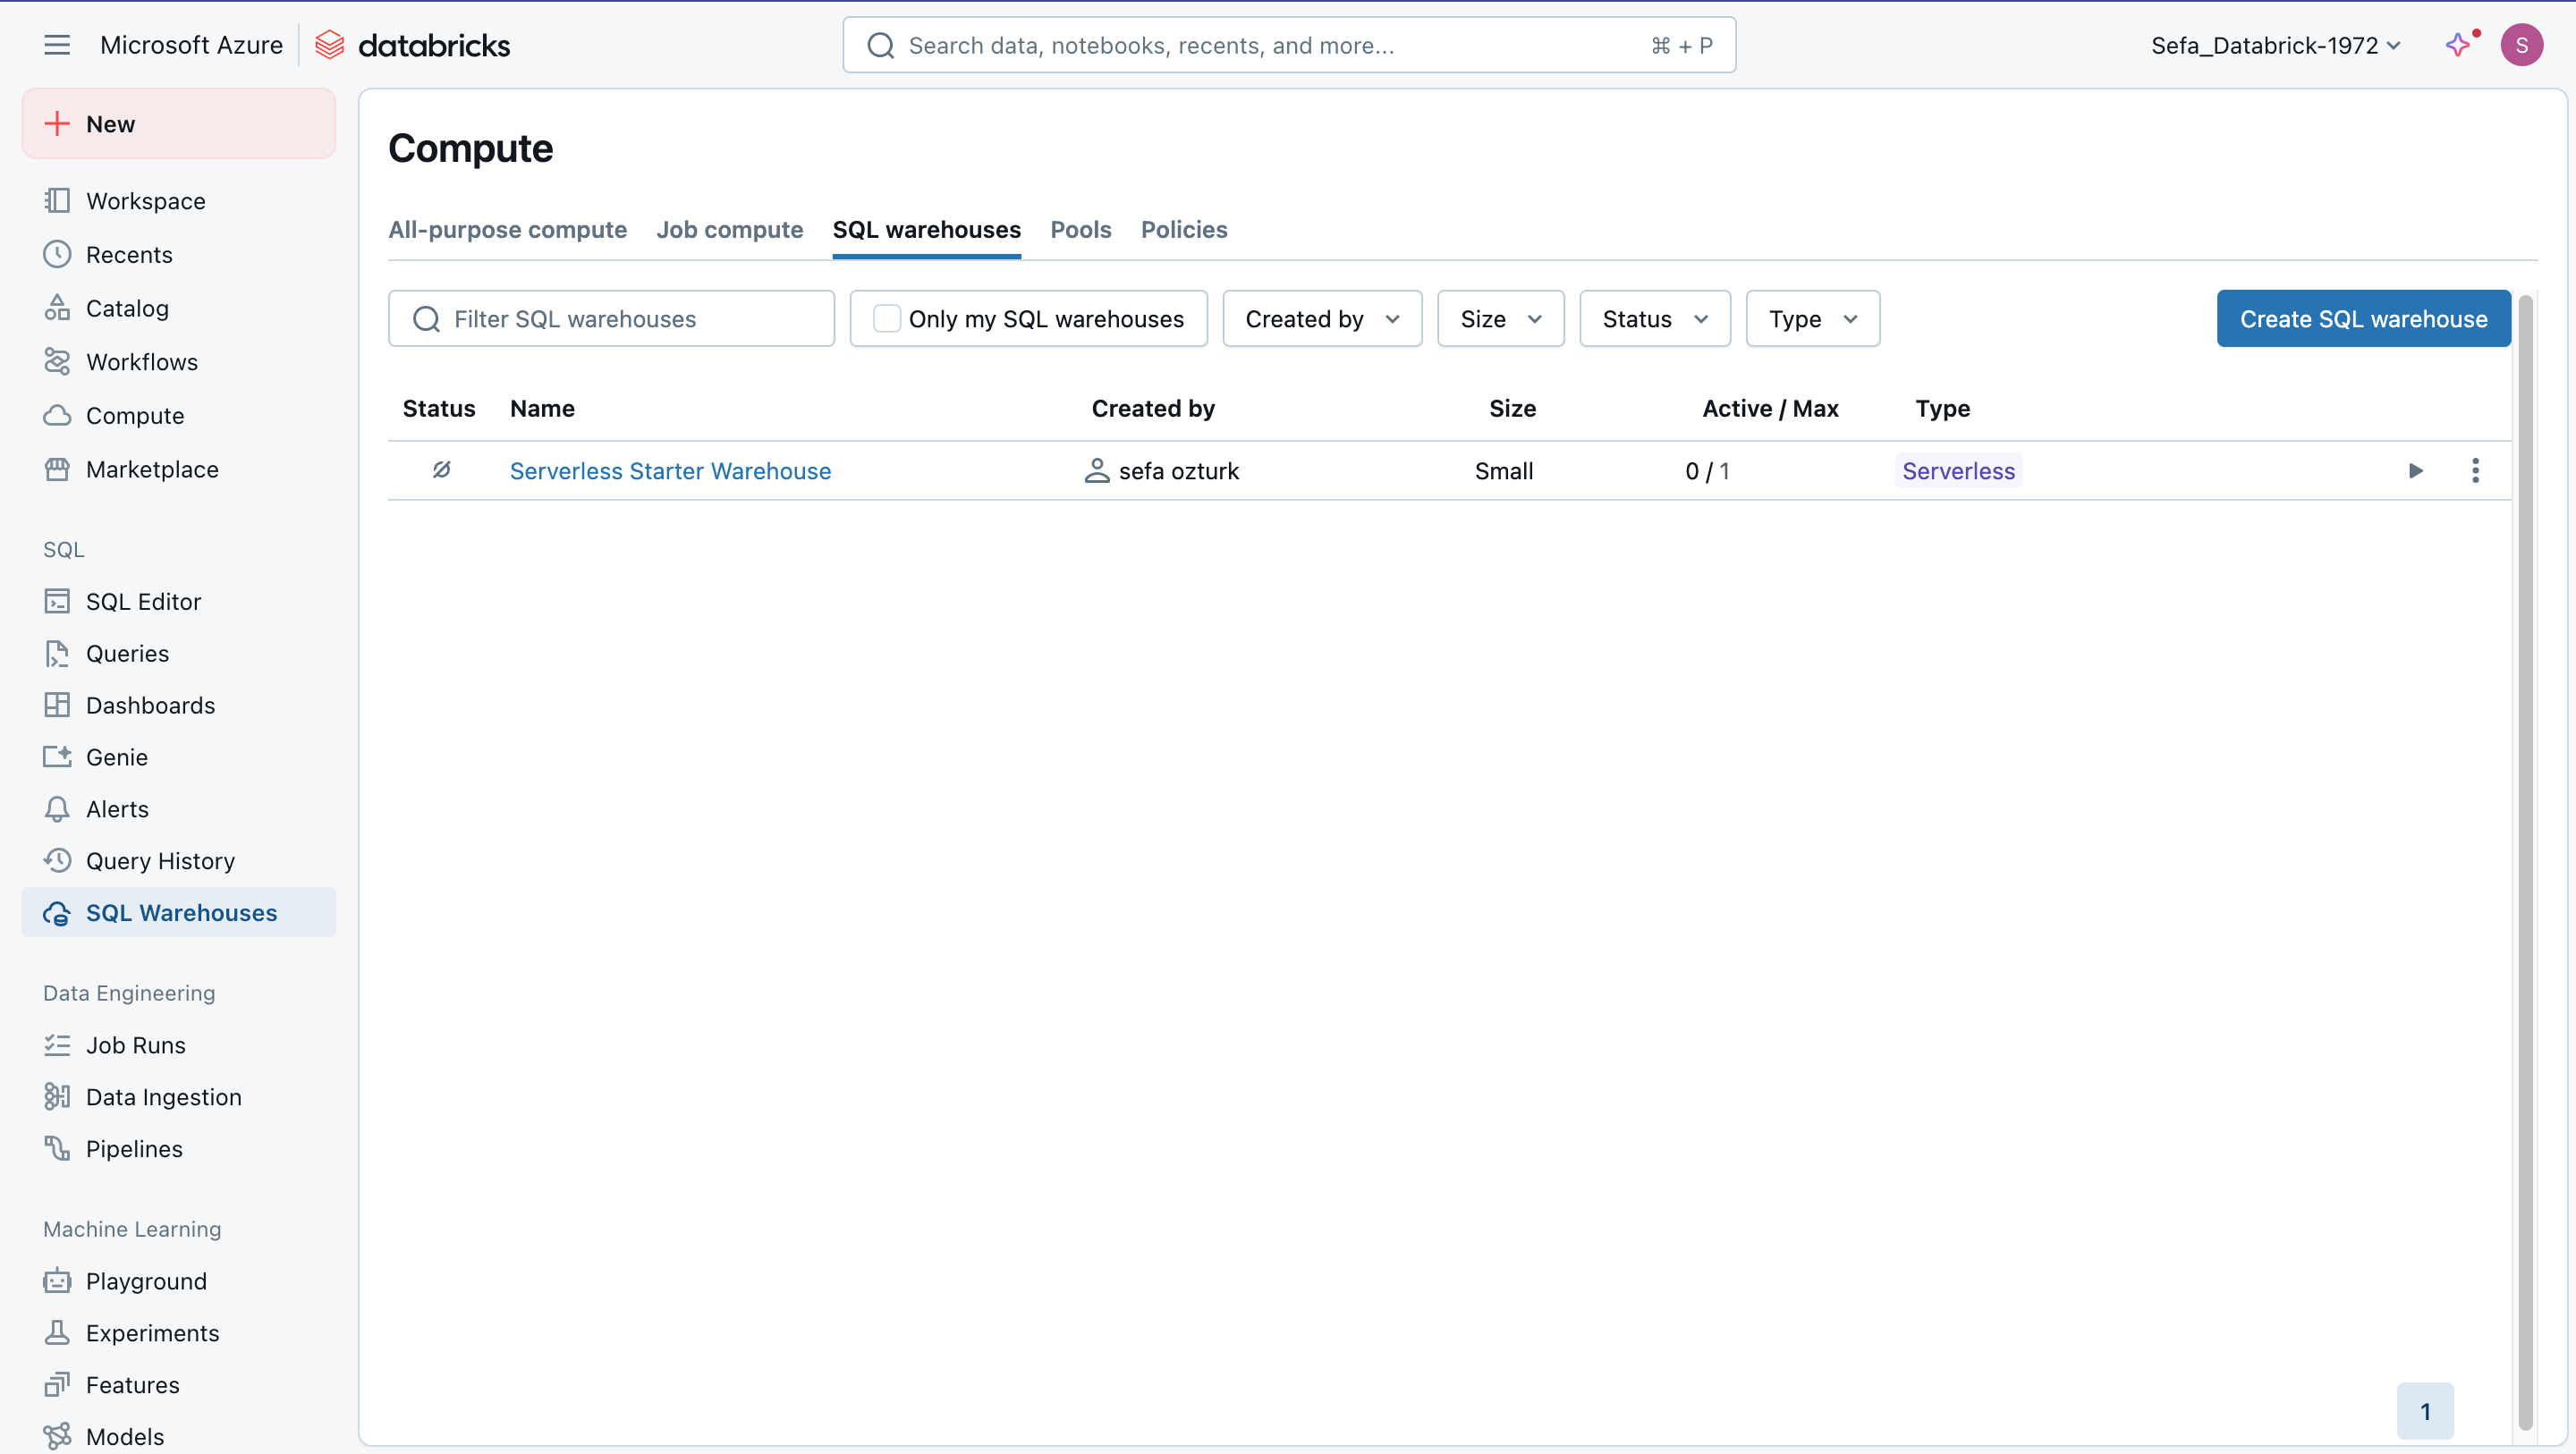 Microsoft Azure databricks Search data, notebooks, recents, and more... ⌘ + P Sefa_Databrick-1972 S
New
Workspace
Recents
Catalog
Workflows
Compute
Marketplace
SQL
SQL Editor
Queries
Dashboards
Genie
Alerts
Query History
SQL Warehouses
Data Engineering
Job Runs
Data Ingestion
Pipelines
Machine Learning
Playground
Experiments
Features
Models
Compute
All-purpose compute Job compute SQL warehouses Pools Policies
Filter SQL warehouses Only my SQL warehouses Created by Size Status Type Create SQL warehouse
Status Name Created by Size Active / Max Type
Serverless Starter Warehouse sefa ozturk Small 0 / 1 Serverless
1